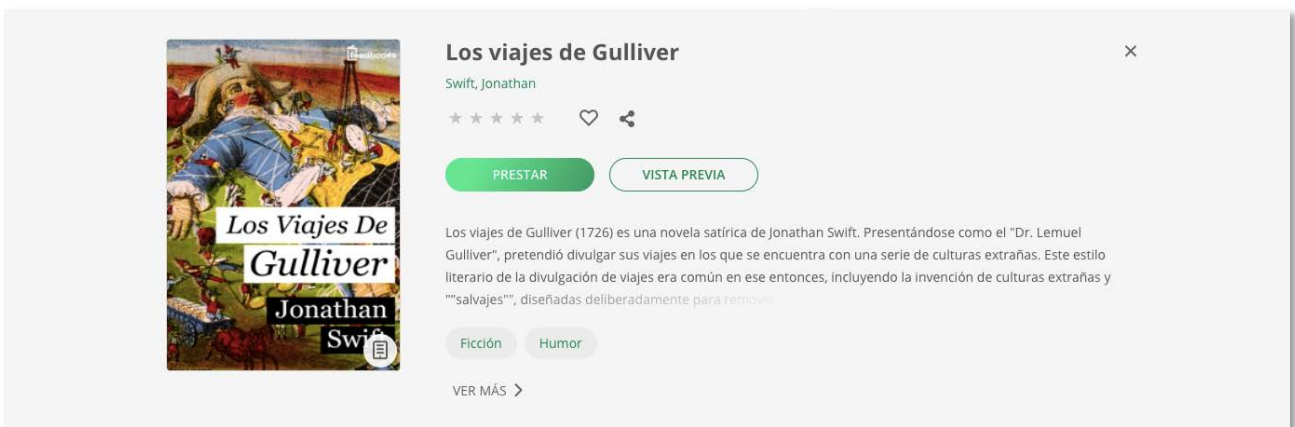 feedbooks
Los Viajes De
Gulliver
Jonathan
Swift
Los viajes de Gulliver
Swift, Jonathan
PRESTAR
VISTA PREVIA
Los viajes de Gulliver (1726) es una novela satírica de Jonathan Swift. Presentándose como el "Dr. Lemuel
Gulliver", pretendió divulgar sus viajes en los que se encuentra con una serie de culturas extrañas. Este estilo
literario de la divulgación de viajes era común en ese entonces, incluyendo la invención de culturas extrañas y
""salvajes"", diseñadas deliberadamente para remover
Ficción
Humor
VER MÁS